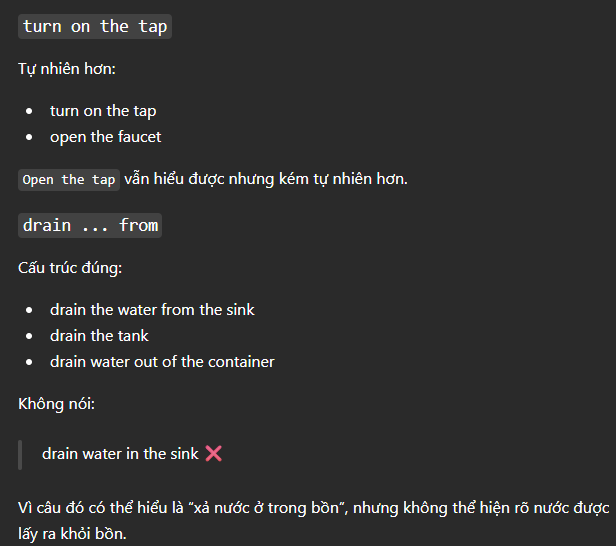 turn on the tap
Tự nhiên hơn:
• turn on the tap
• open the faucet
Open the tap vẫn hiểu được nhưng kém tự nhiên hơn.
drain ... from
Cấu trúc đúng:
• drain the water from the sink
• drain the tank
• drain water out of the container
Không nói:
drain water in the sink ❌
Vì câu đó có thể hiểu là “xả nước ở trong bồn”, nhưng không thể hiện rõ nước được
lấy ra khỏi bồn.